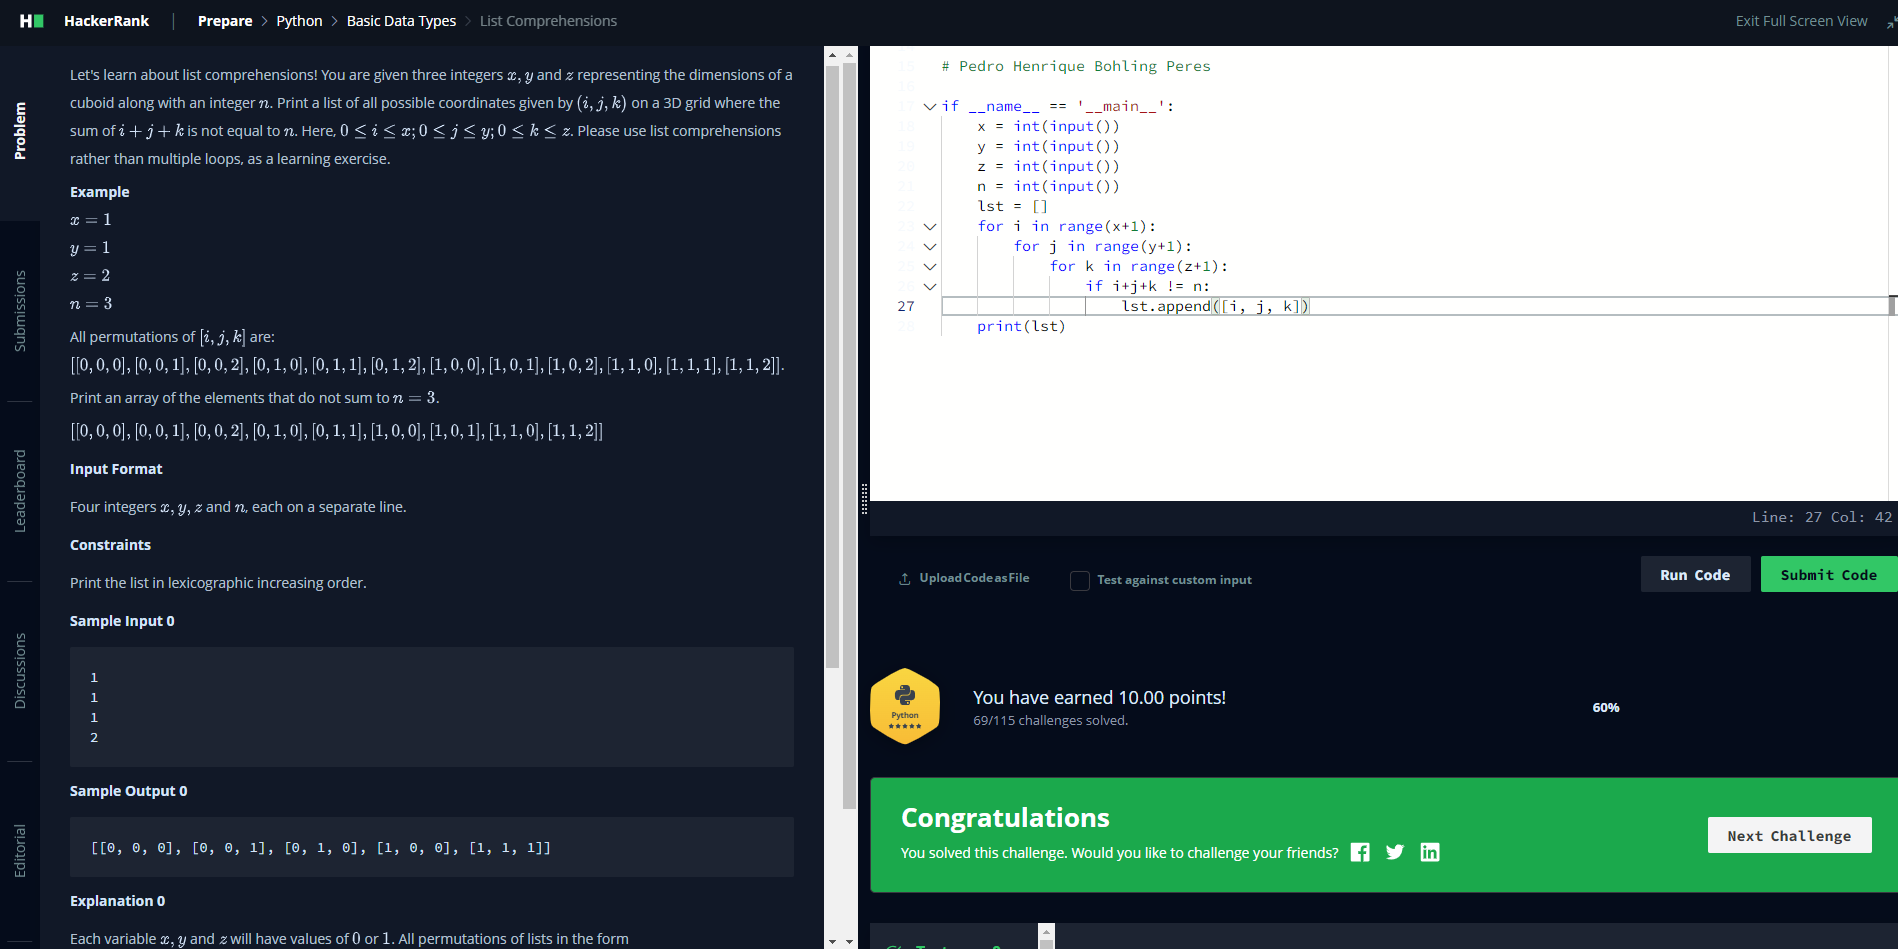 HackerRank | Prepare > Python > Basic Data Types > List Comprehensions
Exit Full Screen View
Problem
Submissions
Leaderboard
Discussions
Editorial
Let's learn about list comprehensions! You are given three integers x, y and z representing the dimensions of a
cuboid along with an integer n. Print a list of all possible coordinates given by (i, j, k) on a 3D grid where the
sum of i + j + k is not equal to n. Here, 0 ≤ i ≤ x; 0 ≤ j ≤ y; 0 ≤ k ≤ z. Please use list comprehensions
rather than multiple loops, as a learning exercise.
Example
x = 1
y = 1
z = 2
n = 3
All permutations of [i, j, k] are:
[[0, 0, 0], [0, 0, 1], [0, 0, 2], [0, 1, 0], [0, 1, 1], [0, 1, 2], [1, 0, 0], [1, 0, 1], [1, 0, 2], [1, 1, 0], [1, 1, 1], [1, 1, 2]].
Print an array of the elements that do not sum to n = 3.
[[0, 0, 0], [0, 0, 1], [0, 0, 2], [0, 1, 0], [0, 1, 1], [1, 0, 0], [1, 0, 1], [1, 1, 0], [1, 1, 2]]
Input Format
Four integers x, y, z and n, each on a separate line.
Constraints
Print the list in lexicographic increasing order.
Sample Input 0
1
1
1
2
Sample Output 0
[[0, 0, 0], [0, 0, 1], [0, 1, 0], [1, 0, 0], [1, 1, 1]]
Explanation 0
Each variable x, y and z will have values of 0 or 1. All permutations of lists in the form
15 # Pedro Henrique Bohling Peres
16
17 if __name__ == '__main__':
18 x = int(input())
19 y = int(input())
20 z = int(input())
21 n = int(input())
22 lst = []
23 for i in range(x+1):
24 for j in range(y+1):
25 for k in range(z+1):
26 if i+j+k != n:
27 lst.append([i, j, k])
28 print(lst)
Line: 27 Col: 42
Upload Code as File
Test against custom input
Run Code
Submit Code
Python
You have earned 10.00 points!
69/115 challenges solved.
60%
Congratulations
You solved this challenge. Would you like to challenge your friends?
Next Challenge